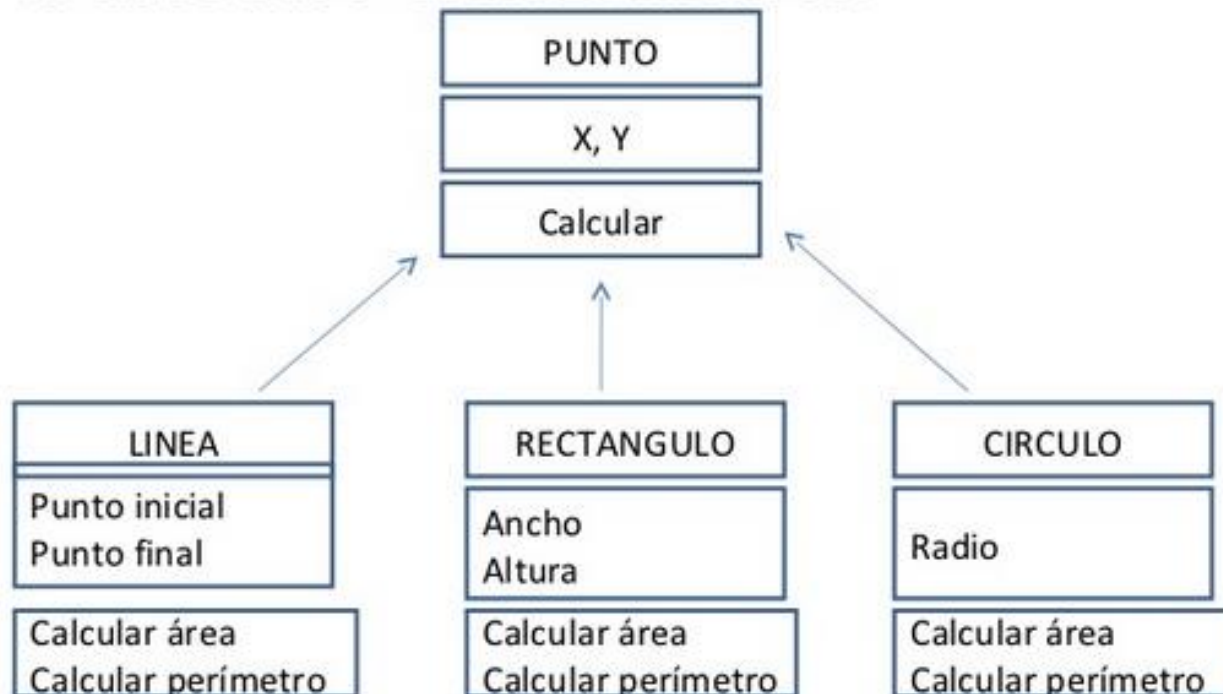 PUNTO
X, Y
Calcular
LINEA
Punto inicial
Punto final
Calcular área
Calcular perímetro
RECTANGULO
Ancho
Altura
Calcular área
Calcular perímetro
CIRCULO
Radio
Calcular área
Calcular perímetro